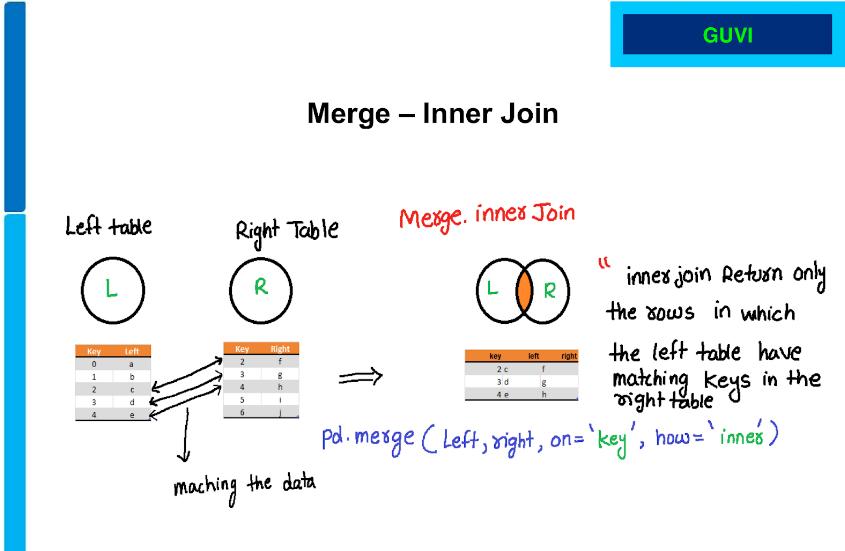 GUVI
Merge – Inner Join
Left table
Right Table
Merge. inner Join
L
R
L
R
Key Left
0 a
1 b
2 c
3 d
4 e
Key Right
2 f
3 g
4 h
5 i
6 j
key left right
2 c f
3 d g
4 e h
" inner join Return only
the rows in which
the left table have
matching keys in the
right table
pd.merge (Left, right, on='key', how='inner')
maching the data